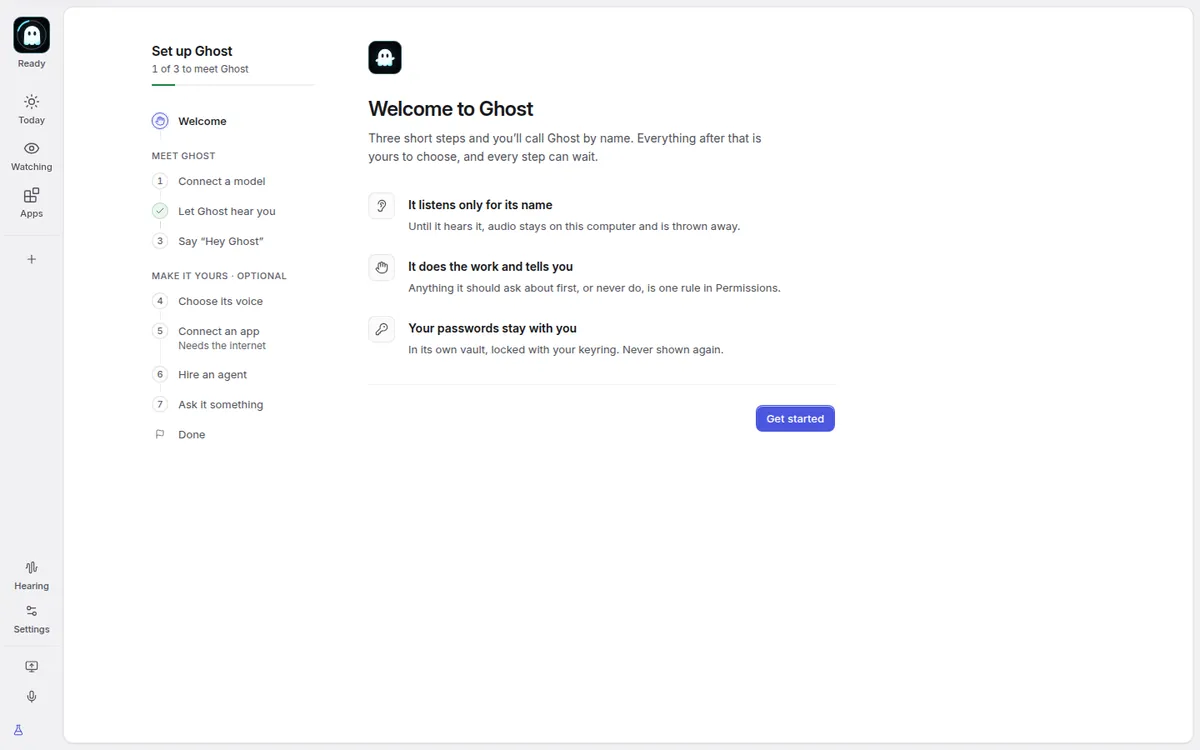 Ready
Today
Watching
Apps
Hearing
Settings
Set up Ghost
1 of 3 to meet Ghost
Welcome
MEET GHOST
1 Connect a model
Let Ghost hear you
3 Say “Hey Ghost”
MAKE IT YOURS · OPTIONAL
4 Choose its voice
5 Connect an app
Needs the internet
6 Hire an agent
7 Ask it something
Done
Welcome to Ghost
Three short steps and you’ll call Ghost by name. Everything after that is
yours to choose, and every step can wait.
It listens only for its name
Until it hears it, audio stays on this computer and is thrown away.
It does the work and tells you
Anything it should ask about first, or never do, is one rule in Permissions.
Your passwords stay with you
In its own vault, locked with your keyring. Never shown again.
Get started